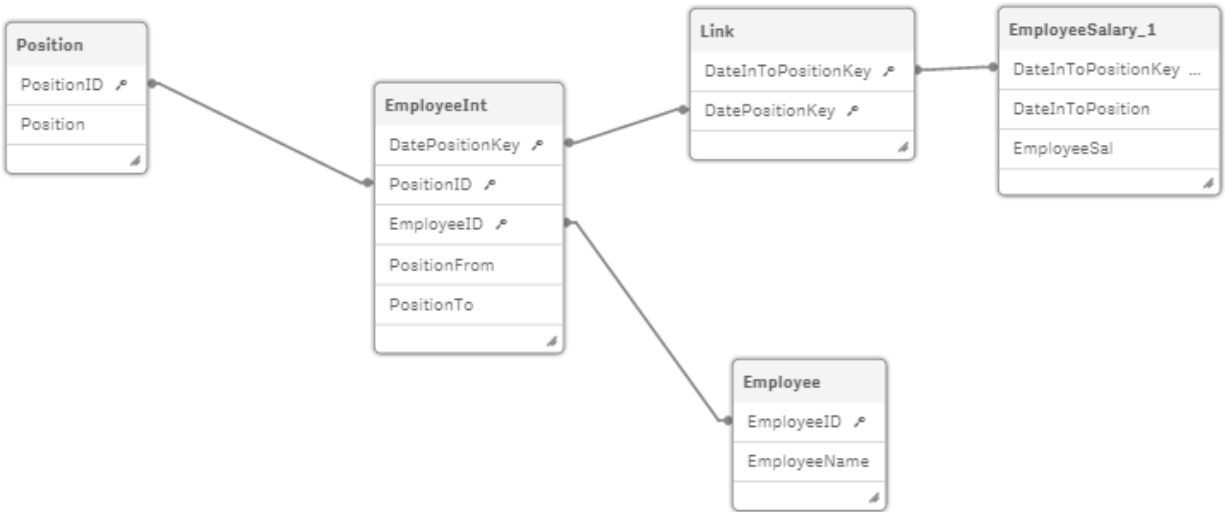 Position
PositionID
Position
EmployeeInt
DatePositionKey
PositionID
EmployeeID
PositionFrom
PositionTo
Link
DateInToPositionKey
DatePositionKey
EmployeeSalary_1
DateInToPositionKey ...
DateInToPosition
EmployeeSal
Employee
EmployeeID
EmployeeName